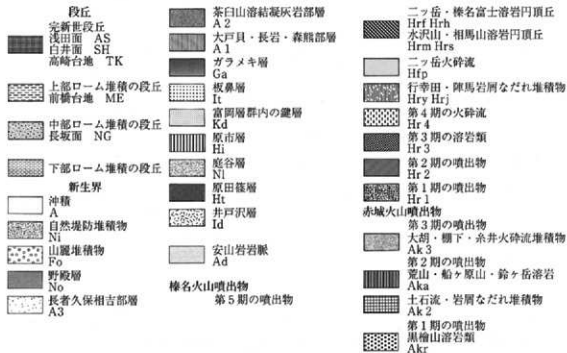 段丘
完新世段丘
浅田面 AS
白井面 SH
高崎台地 TK
上部ローム堆積の段丘
前橋台地 ME
中部ローム堆積の段丘
長坂面 NG
下部ローム堆積の段丘
新生界
沖積
A
自然堤防堆積物
Ni
山麓堆積物
Fo
野殿層
No
長者久保相吉部層
A3
茶臼山溶結凝灰岩部層
A2
大戸貝・長岩・森熊部層
A1
ガラメキ層
Ga
板鼻層
It
富岡層群内の鍵層
Kd
原市層
Hi
庭谷層
Nl
原田篠層
Ht
井戸沢層
Id
安山岩岩脈
Ad
榛名火山噴出物
第5期の噴出物
二ッ岳・榛名富士溶岩円頂丘
Hrf Hrh
水沢山・相馬山溶岩円頂丘
Hrm Hrs
二ッ岳火砕流
Hfp
行幸田・陣馬岩屑なだれ堆積物
Hry Hrj
第4期の火砕流
Hr4
第3期の溶岩類
Hr3
第2期の噴出物
Hr2
第1期の噴出物
Hr1
赤城火山噴出物
第3期の噴出物
大胡・棚下・糸井火砕流堆積物
Ak3
第2期の噴出物
荒山・船ヶ原山・鈴ヶ岳溶岩
Aka
土石流・岩屑なだれ堆積物
Ak2
第1期の噴出物
黒檜山溶岩類
Akr